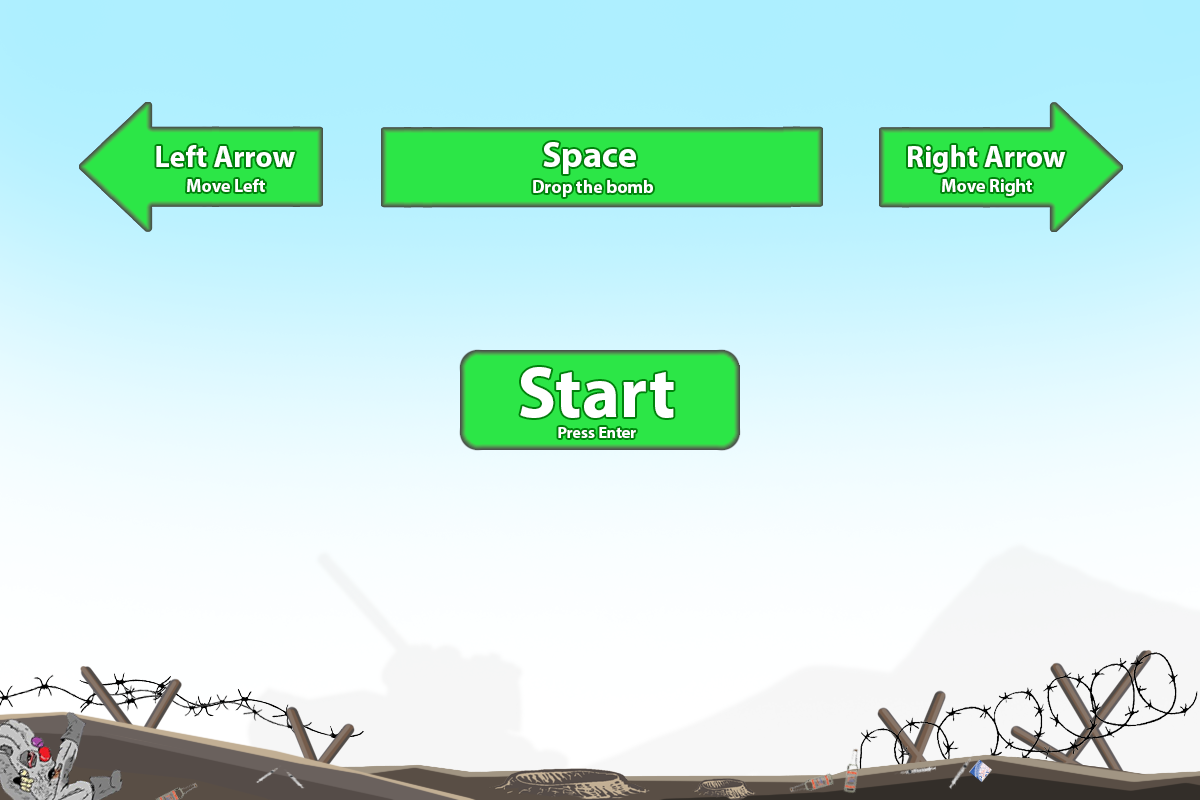 Left Arrow
Move Left
Space
Drop the bomb
Right Arrow
Move Right
Start
Press Enter